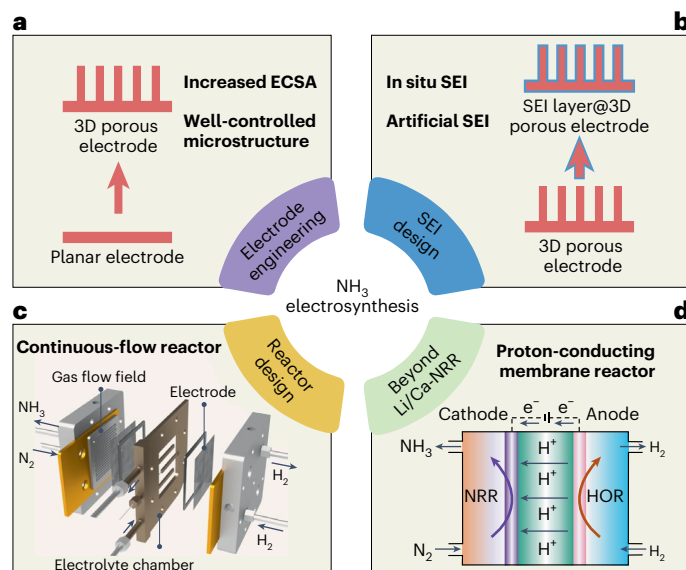 a
Increased ECSA
Well-controlled
microstructure
3D porous
electrode
Planar electrode
b
In situ SEI
Artificial SEI
SEI layer@3D
porous electrode
3D porous
electrode
Electrode
engineering
SEI
design
NH₃
electrosynthesis
Reactor
design
Beyond
Li/Ca-NRR
c
Continuous-flow reactor
Gas flow field
Electrode
NH₃
N₂
H₂
H₂
Electrolyte chamber
d
Proton-conducting
membrane reactor
e⁻ e⁻
Cathode Anode
NH₃ H⁺ H₂
H⁺
NRR HOR
H⁺
N₂ H⁺ H₂